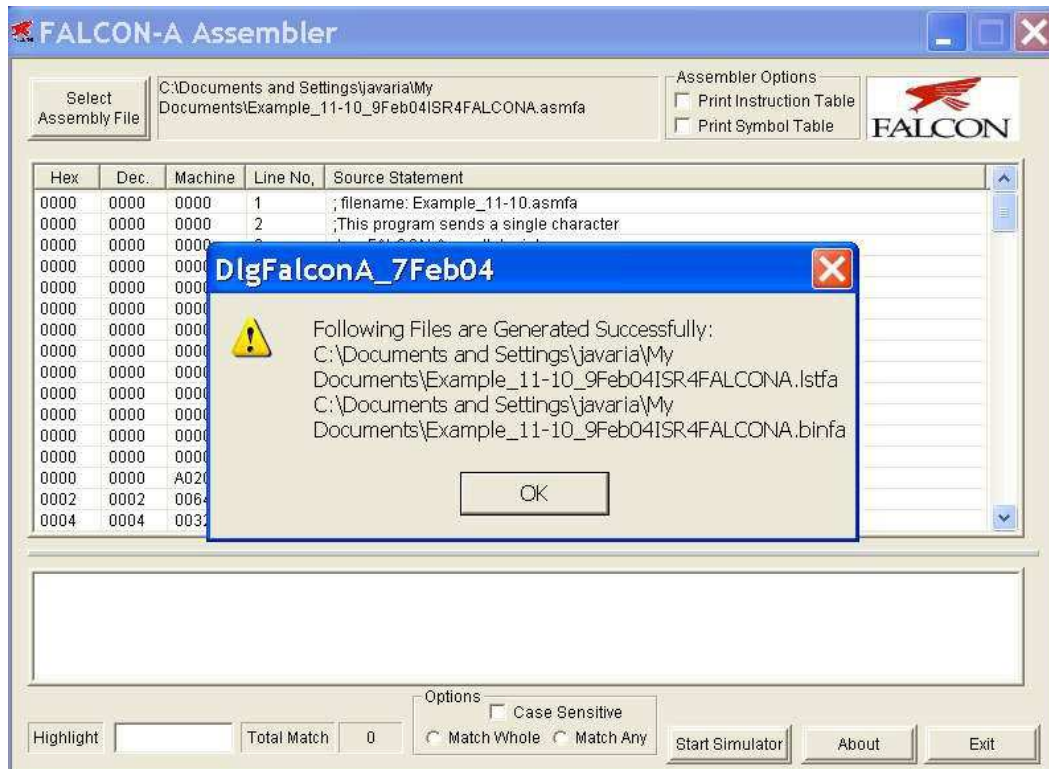 FALCON-A Assembler
Select
Assembly File
C:\Documents and Settings\javaria\My
Documents\Example_11-10_9Feb04ISR4FALCONA.asmfa
Assembler Options
Print Instruction Table
Print Symbol Table
FALCON
Hex Dec. Machine Line No, Source Statement
0000 0000 0000 1 ; filename: Example_11-10.asmfa
0000 0000 0000 2 ;This program sends a single character
0000 0000 0000
0000 0000
0000 0000
0000 0000
0000 0000
0000 0000
0000 0000
0000 0000
0000 0000
0000 0000
0000 0000
0000 0000
0002 0002
0004 0004
DlgFalconA_7Feb04
Following Files are Generated Successfully:
C:\Documents and Settings\javaria\My
Documents\Example_11-10_9Feb04ISR4FALCONA.lstfa
C:\Documents and Settings\javaria\My
Documents\Example_11-10_9Feb04ISR4FALCONA.binfa
OK
Highlight
Total Match 0
Options
Case Sensitive
Match Whole Match Any
Start Simulator
About
Exit